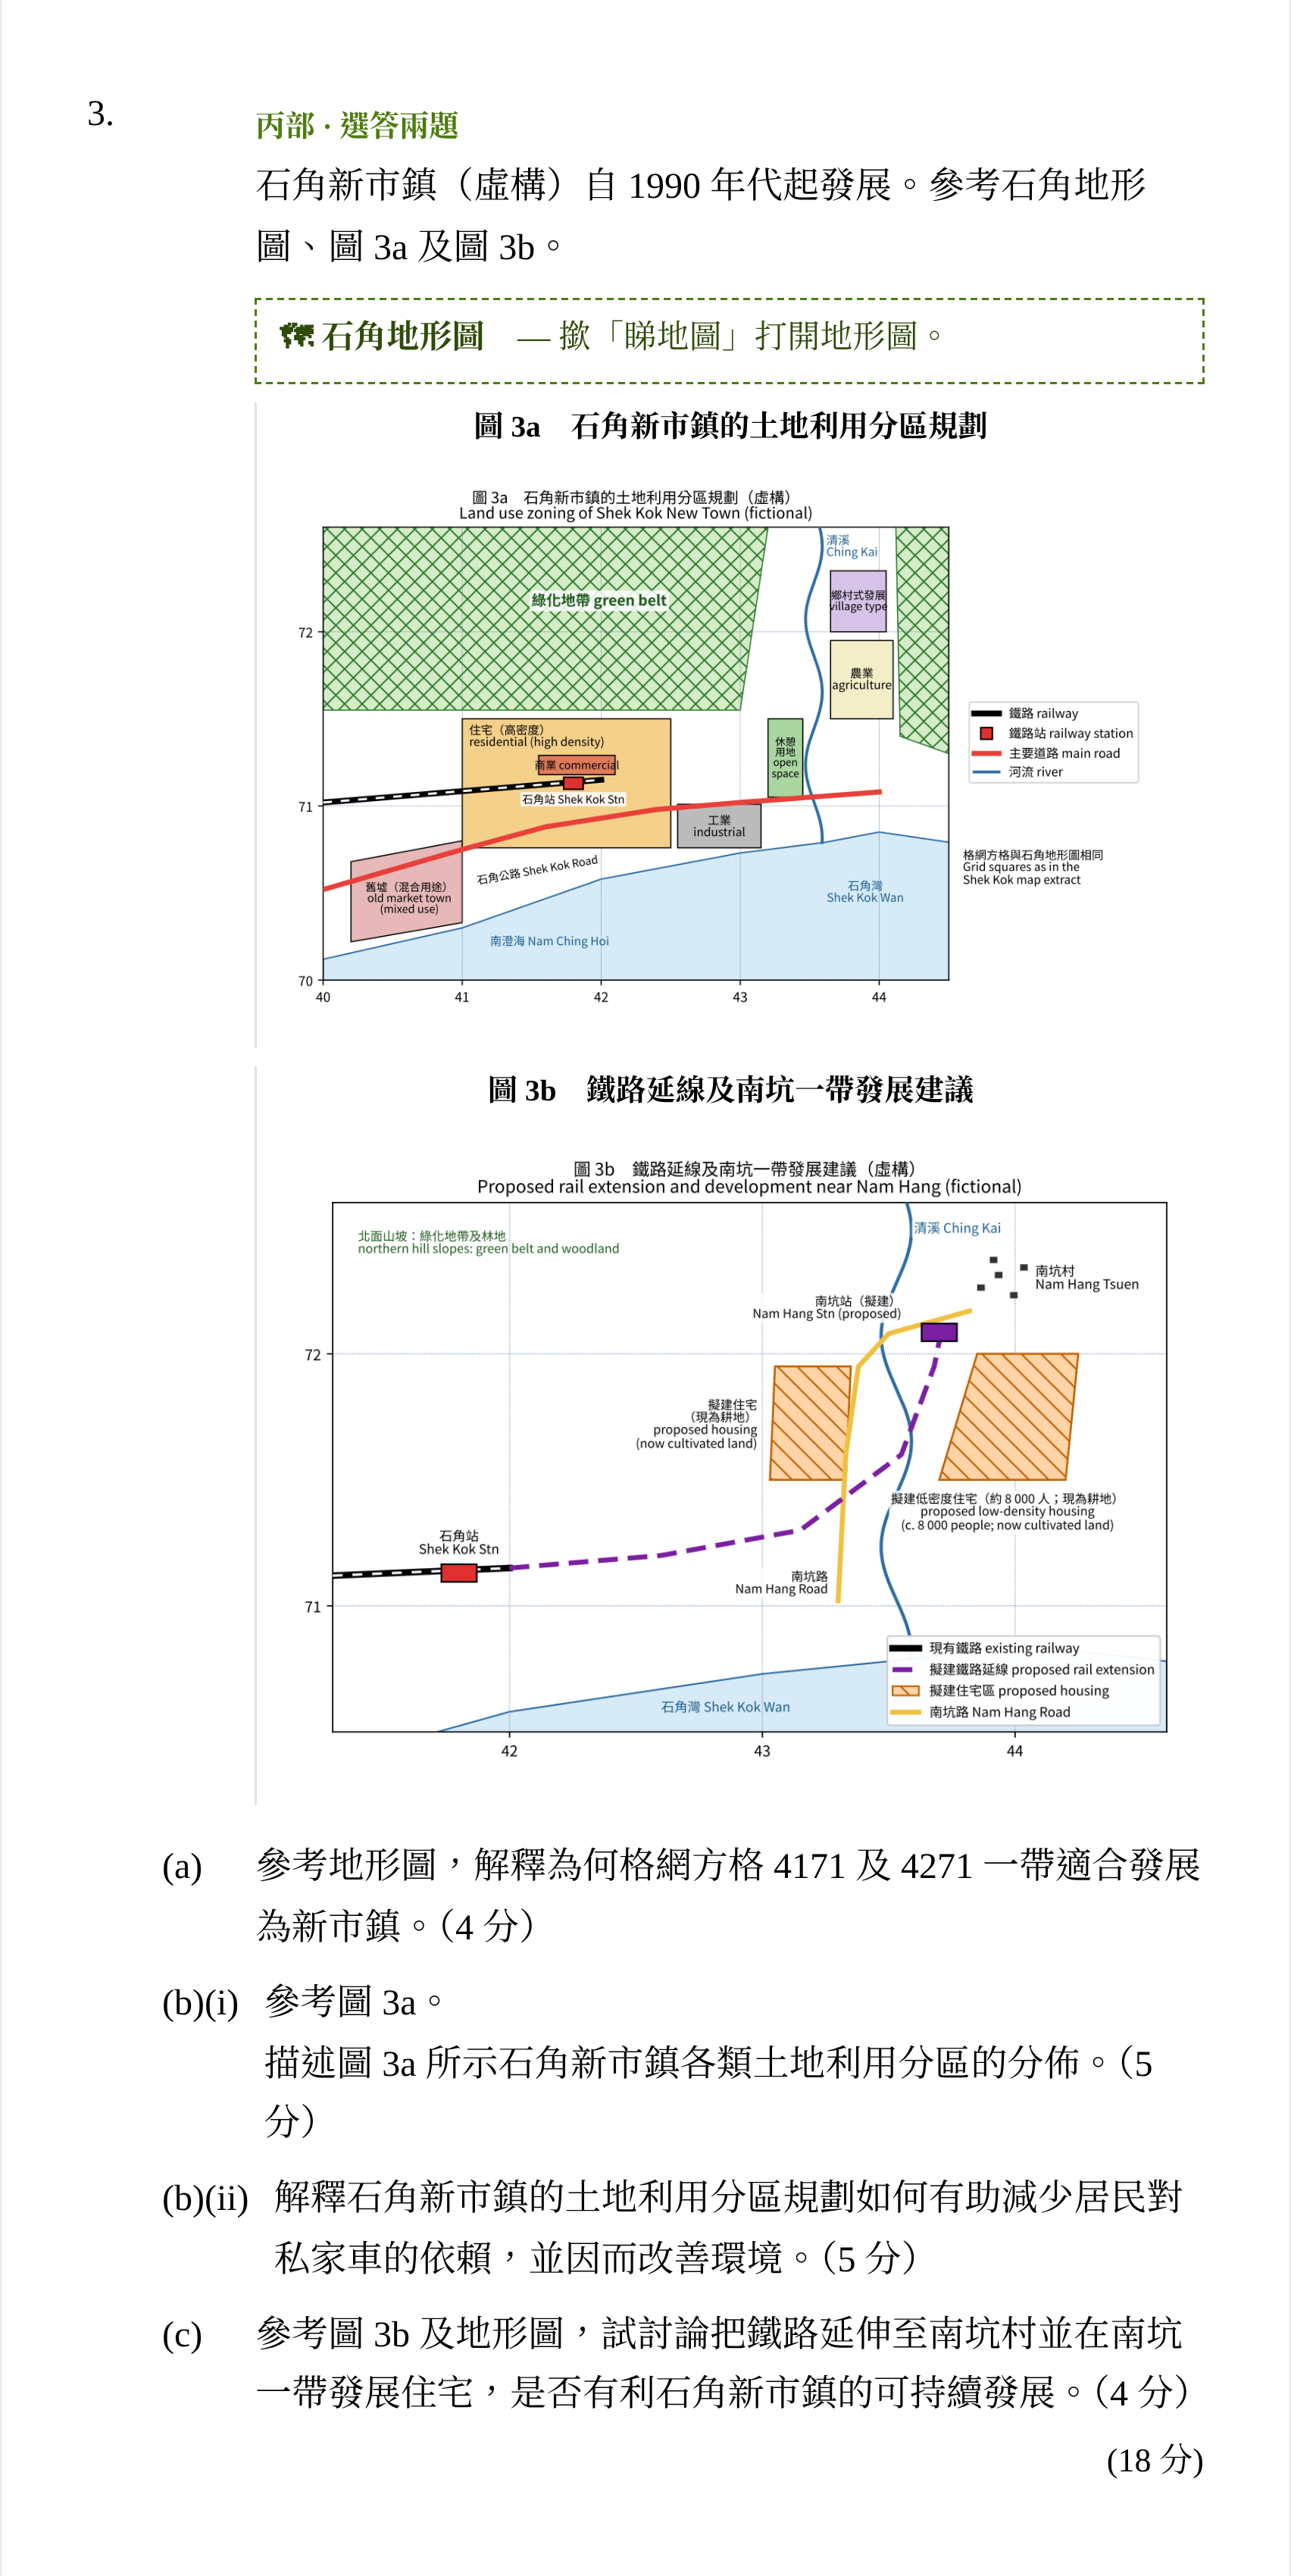 3.
丙部 · 選答兩題
石角新市鎮（虛構）自 1990 年代起發展。參考石角地形
圖、圖 3a 及圖 3b。
🗺 石角地形圖 — 撳「睇地圖」打開地形圖。
圖 3a 石角新市鎮的土地利用分區規劃
圖 3a 石角新市鎮的土地利用分區規劃（虛構）
Land use zoning of Shek Kok New Town (fictional)
清溪
Ching Kai
綠化地帶 green belt
鄉村式發展
village type
72
農業
agriculture
住宅（高密度）
residential (high density)
商業 commercial
石角站 Shek Kok Stn
休憩
用地
open
space
鐵路 railway
鐵路站 railway station
主要道路 main road
河流 river
71
工業
industrial
石角公路 Shek Kok Road
舊墟（混合用途）
old market town
(mixed use)
石角灣
Shek Kok Wan
南澄海 Nam Ching Hoi
格網方格與石角地形圖相同
Grid squares as in the
Shek Kok map extract
70
40 41 42 43 44
圖 3b 鐵路延線及南坑一帶發展建議
圖 3b 鐵路延線及南坑一帶發展建議（虛構）
Proposed rail extension and development near Nam Hang (fictional)
北面山坡：綠化地帶及林地
northern hill slopes: green belt and woodland
清溪 Ching Kai
南坑村
Nam Hang Tsuen
南坑站（擬建）
Nam Hang Stn (proposed)
72
擬建住宅
（現為耕地）
proposed housing
(now cultivated land)
擬建低密度住宅（約 8 000 人；現為耕地）
proposed low-density housing
(c. 8 000 people; now cultivated land)
石角站
Shek Kok Stn
南坑路
Nam Hang Road
71
現有鐵路 existing railway
擬建鐵路延線 proposed rail extension
擬建住宅區 proposed housing
南坑路 Nam Hang Road
石角灣 Shek Kok Wan
42 43 44
(a) 參考地形圖，解釋為何格網方格 4171 及 4271 一帶適合發展
為新市鎮。（4 分）
(b)(i) 參考圖 3a。
描述圖 3a 所示石角新市鎮各類土地利用分區的分佈。（5
分）
(b)(ii) 解釋石角新市鎮的土地利用分區規劃如何有助減少居民對
私家車的依賴，並因而改善環境。（5 分）
(c) 參考圖 3b 及地形圖，試討論把鐵路延伸至南坑村並在南坑
一帶發展住宅，是否有利石角新市鎮的可持續發展。（4 分）
(18 分)